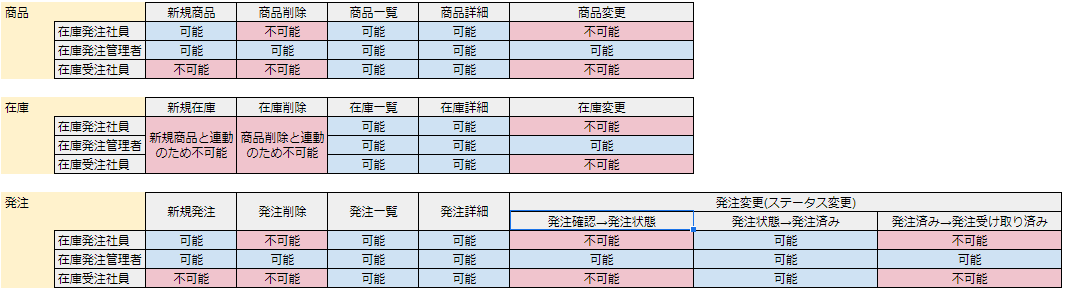 商品 新規商品 商品削除 商品一覧 商品詳細 商品変更
在庫発注社員 可能 不可能 可能 可能 不可能
在庫発注管理者 可能 可能 可能 可能 可能
在庫受注社員 不可能 不可能 可能 可能 不可能
在庫 新規在庫 在庫削除 在庫一覧 在庫詳細 在庫変更
在庫発注社員 新規商品と連動のため不可能 商品削除と連動のため不可能 可能 可能 不可能
在庫発注管理者 可能 可能 可能
在庫受注社員 可能 可能 不可能
発注 新規発注 発注削除 発注一覧 発注詳細 発注変更(ステータス変更)
発注確認→発注状態 発注状態→発注済み 発注済み→発注受け取り済み
在庫発注社員 可能 不可能 可能 可能 不可能 可能 不可能
在庫発注管理者 可能 可能 可能 可能 可能 可能 可能
在庫受注社員 不可能 不可能 可能 可能 不可能 可能 不可能